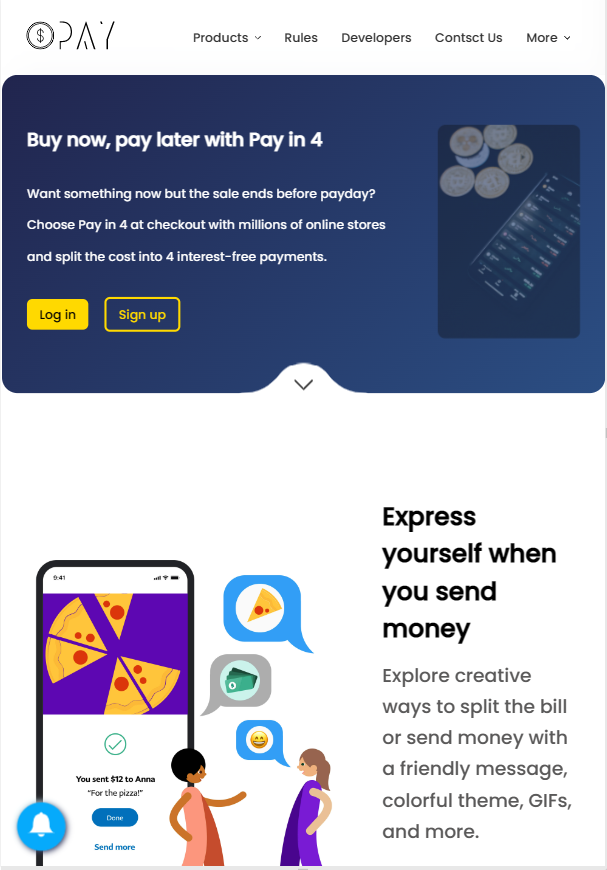 OPAY
Products
Rules
Developers
Contsct Us
More
Buy now, pay later with Pay in 4
Want something now but the sale ends before payday?
Choose Pay in 4 at checkout with millions of online stores
and split the cost into 4 interest-free payments.
Log in
Sign up
Express
yourself when
you send
money
Explore creative
ways to split the bill
or send money with
a friendly message,
colorful theme, GIFs,
and more.
9:41
You sent $12 to Anna
“For the pizza!”
Done
Send more